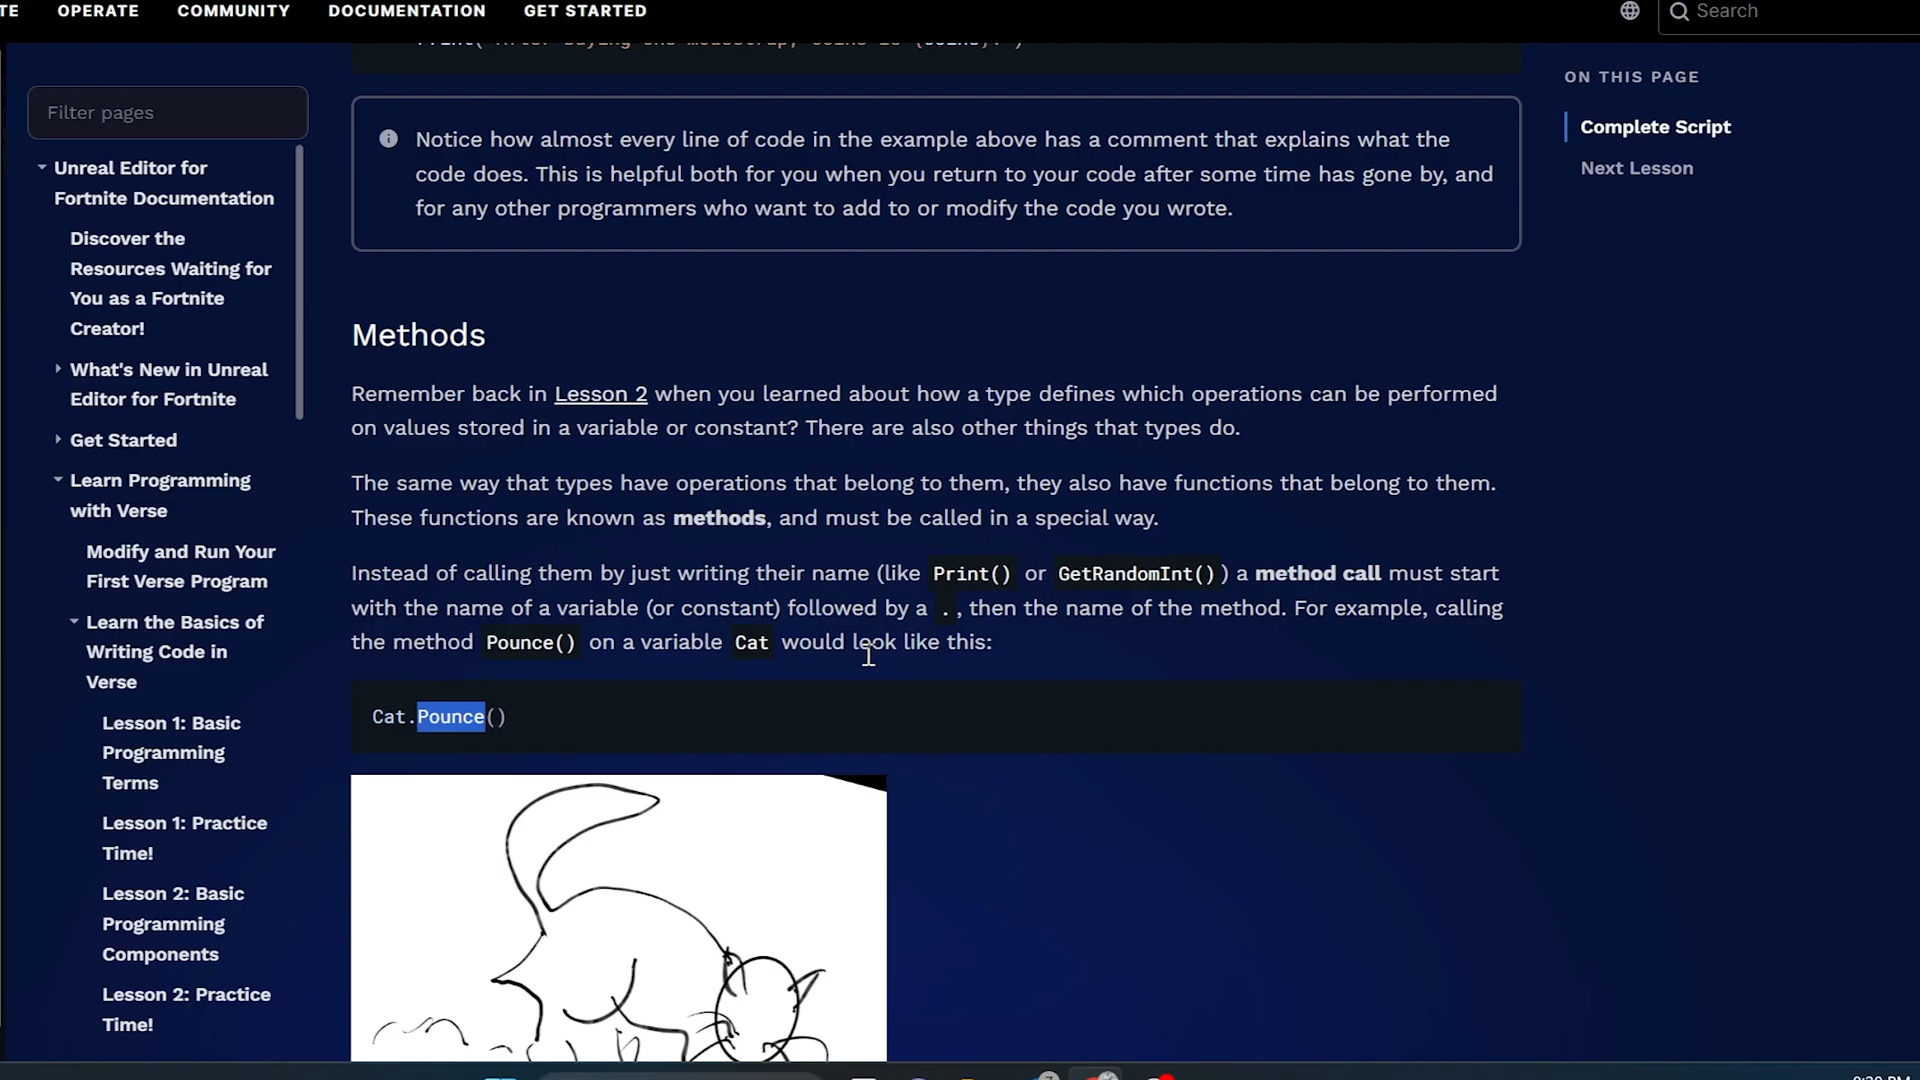 TE OPERATE COMMUNITY DOCUMENTATION GET STARTED Search
Filter pages
Unreal Editor for
Fortnite Documentation
Discover the
Resources Waiting for
You as a Fortnite
Creator!
What's New in Unreal
Editor for Fortnite
Get Started
Learn Programming
with Verse
Modify and Run Your
First Verse Program
Learn the Basics of
Writing Code in
Verse
Lesson 1: Basic
Programming
Terms
Lesson 1: Practice
Time!
Lesson 2: Basic
Programming
Components
Lesson 2: Practice
Time!
Notice how almost every line of code in the example above has a comment that explains what the
code does. This is helpful both for you when you return to your code after some time has gone by, and
for any other programmers who want to add to or modify the code you wrote.
Methods
Remember back in Lesson 2 when you learned about how a type defines which operations can be performed
on values stored in a variable or constant? There are also other things that types do.
The same way that types have operations that belong to them, they also have functions that belong to them.
These functions are known as methods, and must be called in a special way.
Instead of calling them by just writing their name (like Print() or GetRandomInt()) a method call must start
with the name of a variable (or constant) followed by a ., then the name of the method. For example, calling
the method Pounce() on a variable Cat would look like this:
Cat.Pounce()
ON THIS PAGE
Complete Script
Next Lesson